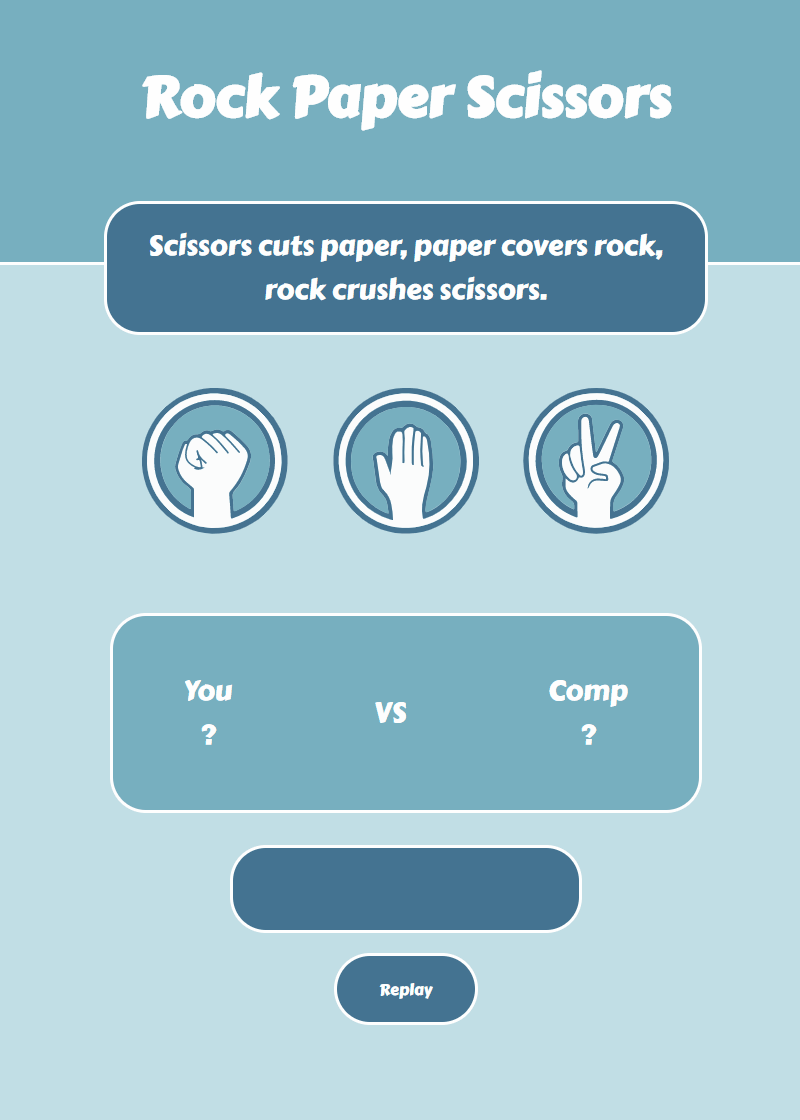 Rock Paper Scissors
Scissors cuts paper, paper covers rock,
rock crushes scissors.
You
?
VS
Comp
?
Replay